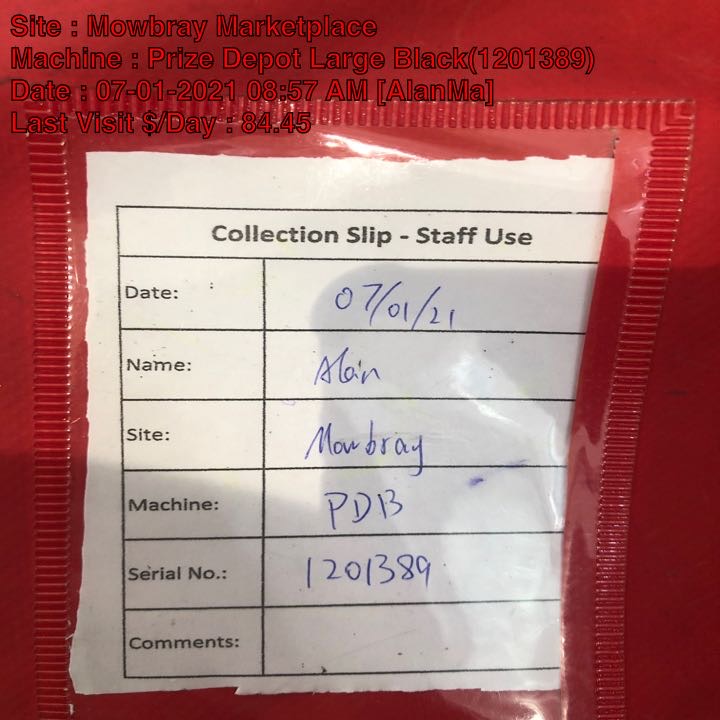 Site : Mowbray Marketplace
Machine : Prize Depot Large Black(1201389)
Date : 07-01-2021 08:57 AM [AlanMa]
Last Visit $/Day : 84.45
Collection Slip - Staff Use
Date: 07/01/21
Name: Alan
Site: Mowbray
Machine: PDB
Serial No.: 1201389
Comments: